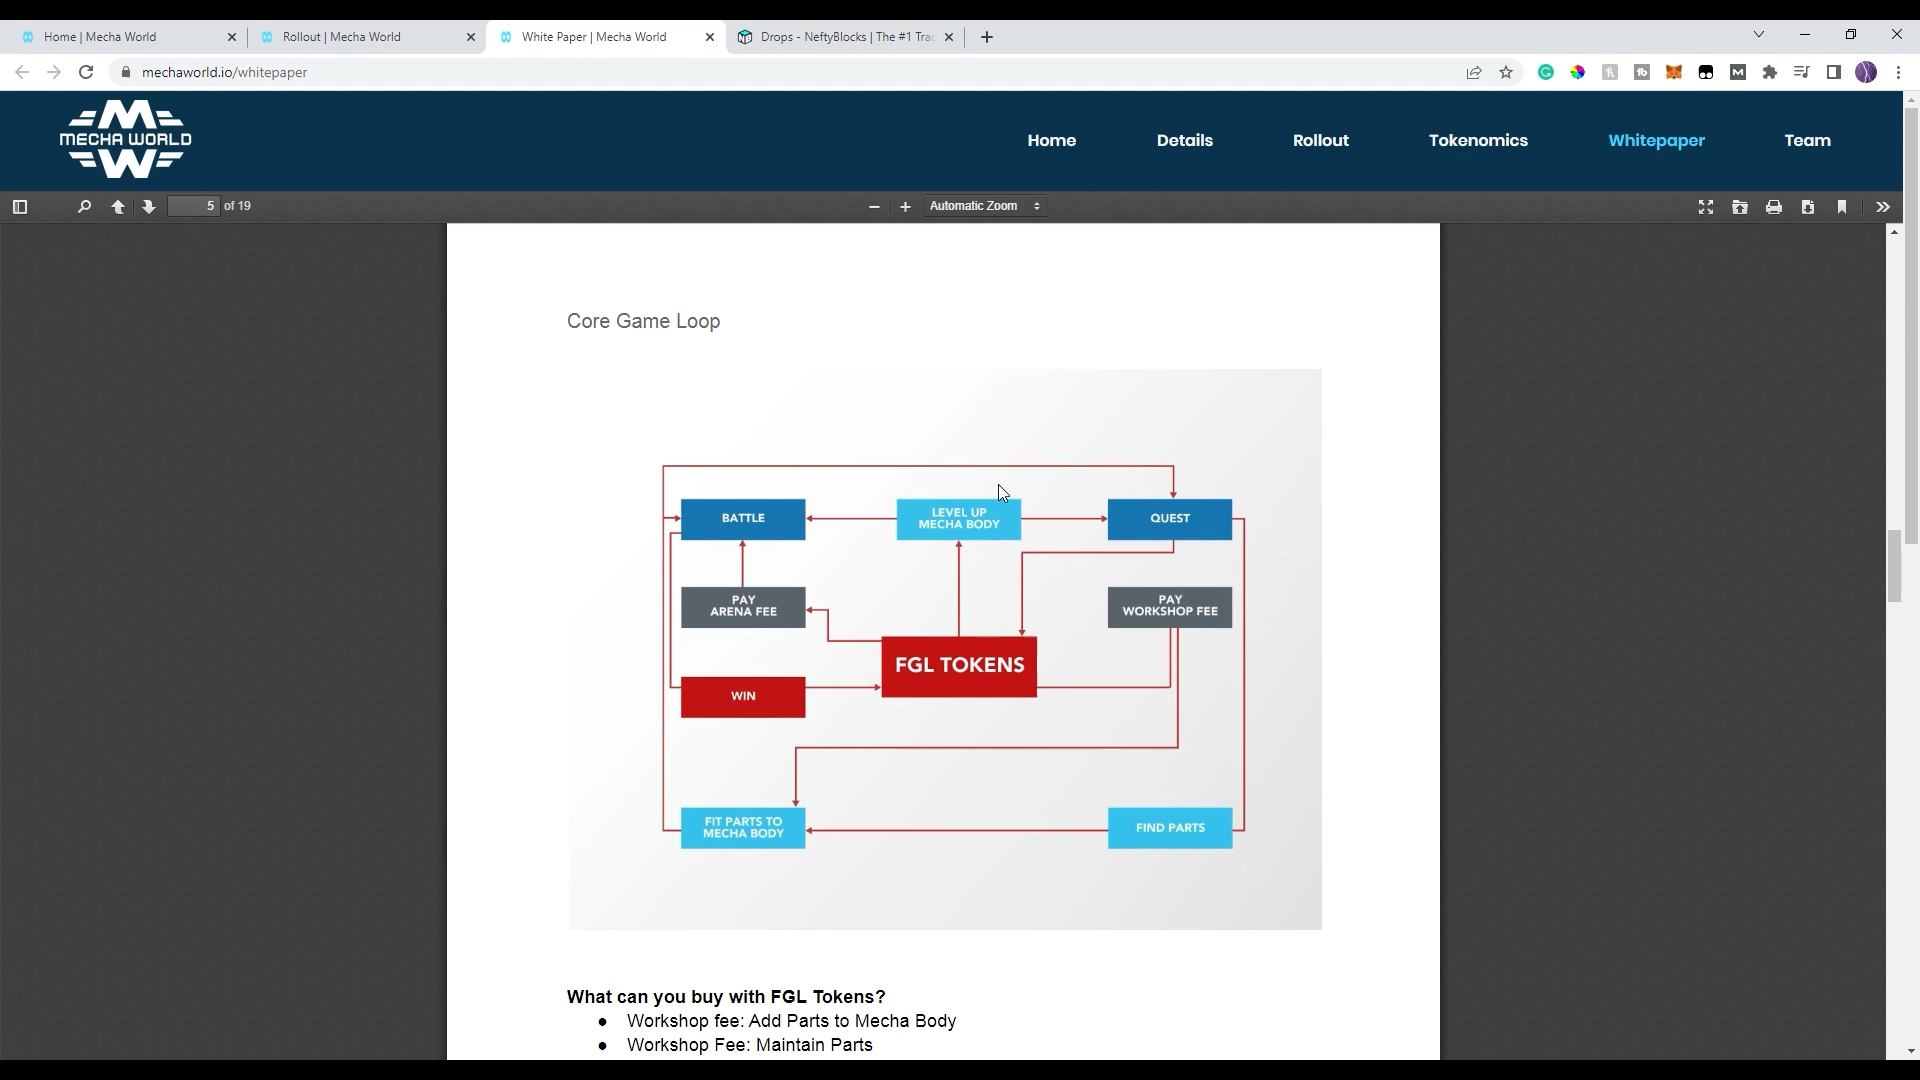 Home | Mecha World
Rollout | Mecha World
White Paper | Mecha World
Drops - NeftyBlocks | The #1 Tra
mechaworld.io/whitepaper
MECHA WORLD
Home
Details
Rollout
Tokenomics
Whitepaper
Team
5 of 19
Automatic Zoom
Core Game Loop
BATTLE
LEVEL UP
MECHA BODY
QUEST
PAY
ARENA FEE
PAY
WORKSHOP FEE
FGL TOKENS
WIN
FIT PARTS TO
MECHA BODY
FIND PARTS
What can you buy with FGL Tokens?
● Workshop fee: Add Parts to Mecha Body
● Workshop Fee: Maintain Parts